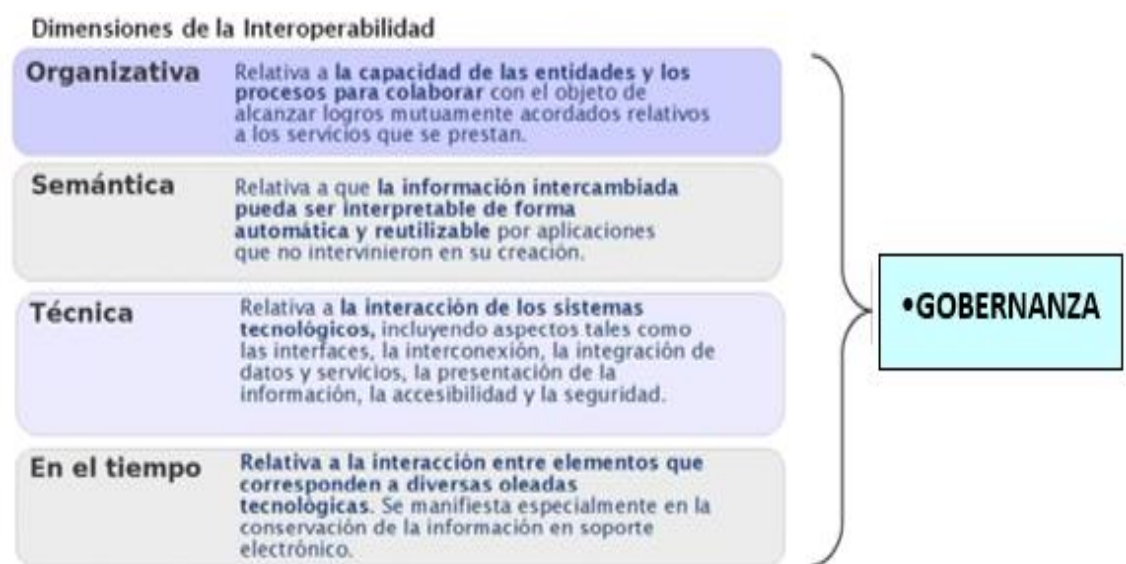 Dimensiones de la Interoperabilidad
Organizativa
Relativa a la capacidad de las entidades y los
procesos para colaborar con el objeto de
alcanzar logros mutuamente acordados relativos
a los servicios que se prestan.
Semántica
Relativa a que la información intercambiada
pueda ser interpretable de forma
automática y reutilizable por aplicaciones
que no intervinieron en su creación.
Técnica
Relativa a la interacción de los sistemas
tecnológicos, incluyendo aspectos tales como
las interfaces, la interconexión, la integración de
datos y servicios, la presentación de la
información, la accesibilidad y la seguridad.
En el tiempo
Relativa a la interacción entre elementos que
corresponden a diversas oleadas
tecnològicas. Se manifiesta especialmente en la
conservación de la información en soporte
electrónico.
•GOBERNANZA